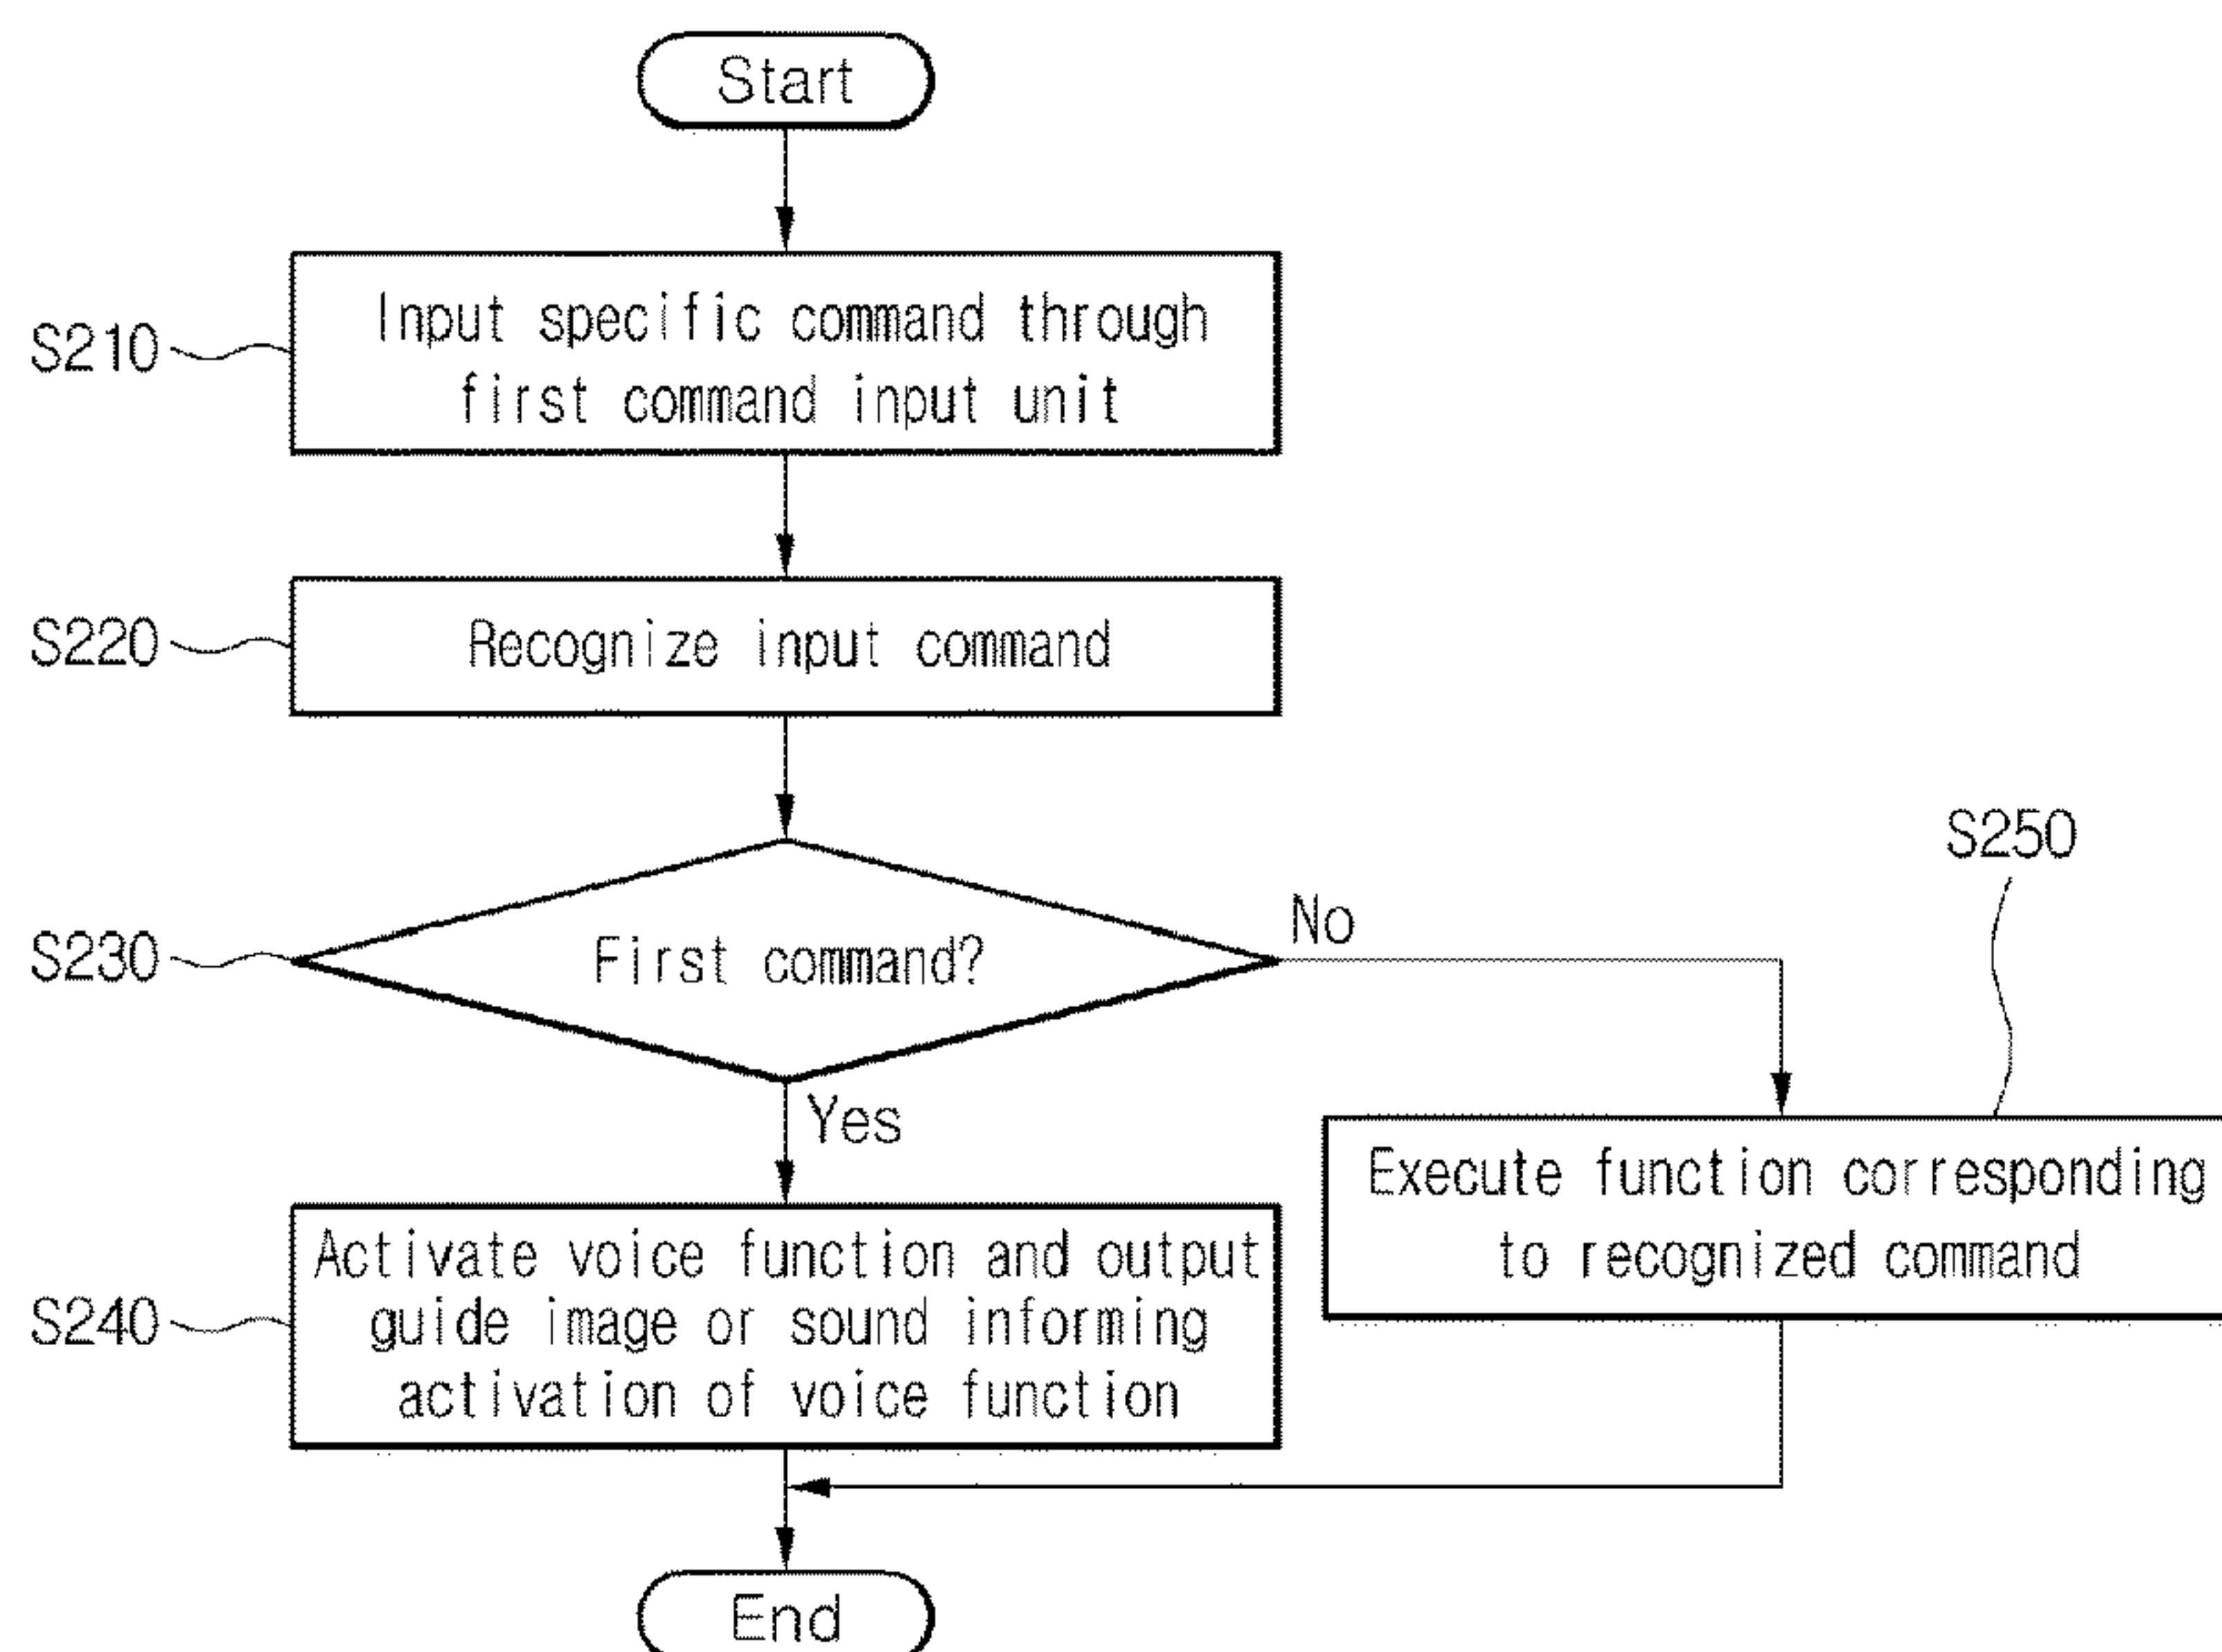 Start
S210
Input specific command through
first command input unit
S220
Recognize input command
S230
First command?
No
Yes
S250
Execute function corresponding
to recognized command
S240
Activate voice function and output
guide image or sound informing
activation of voice function
End